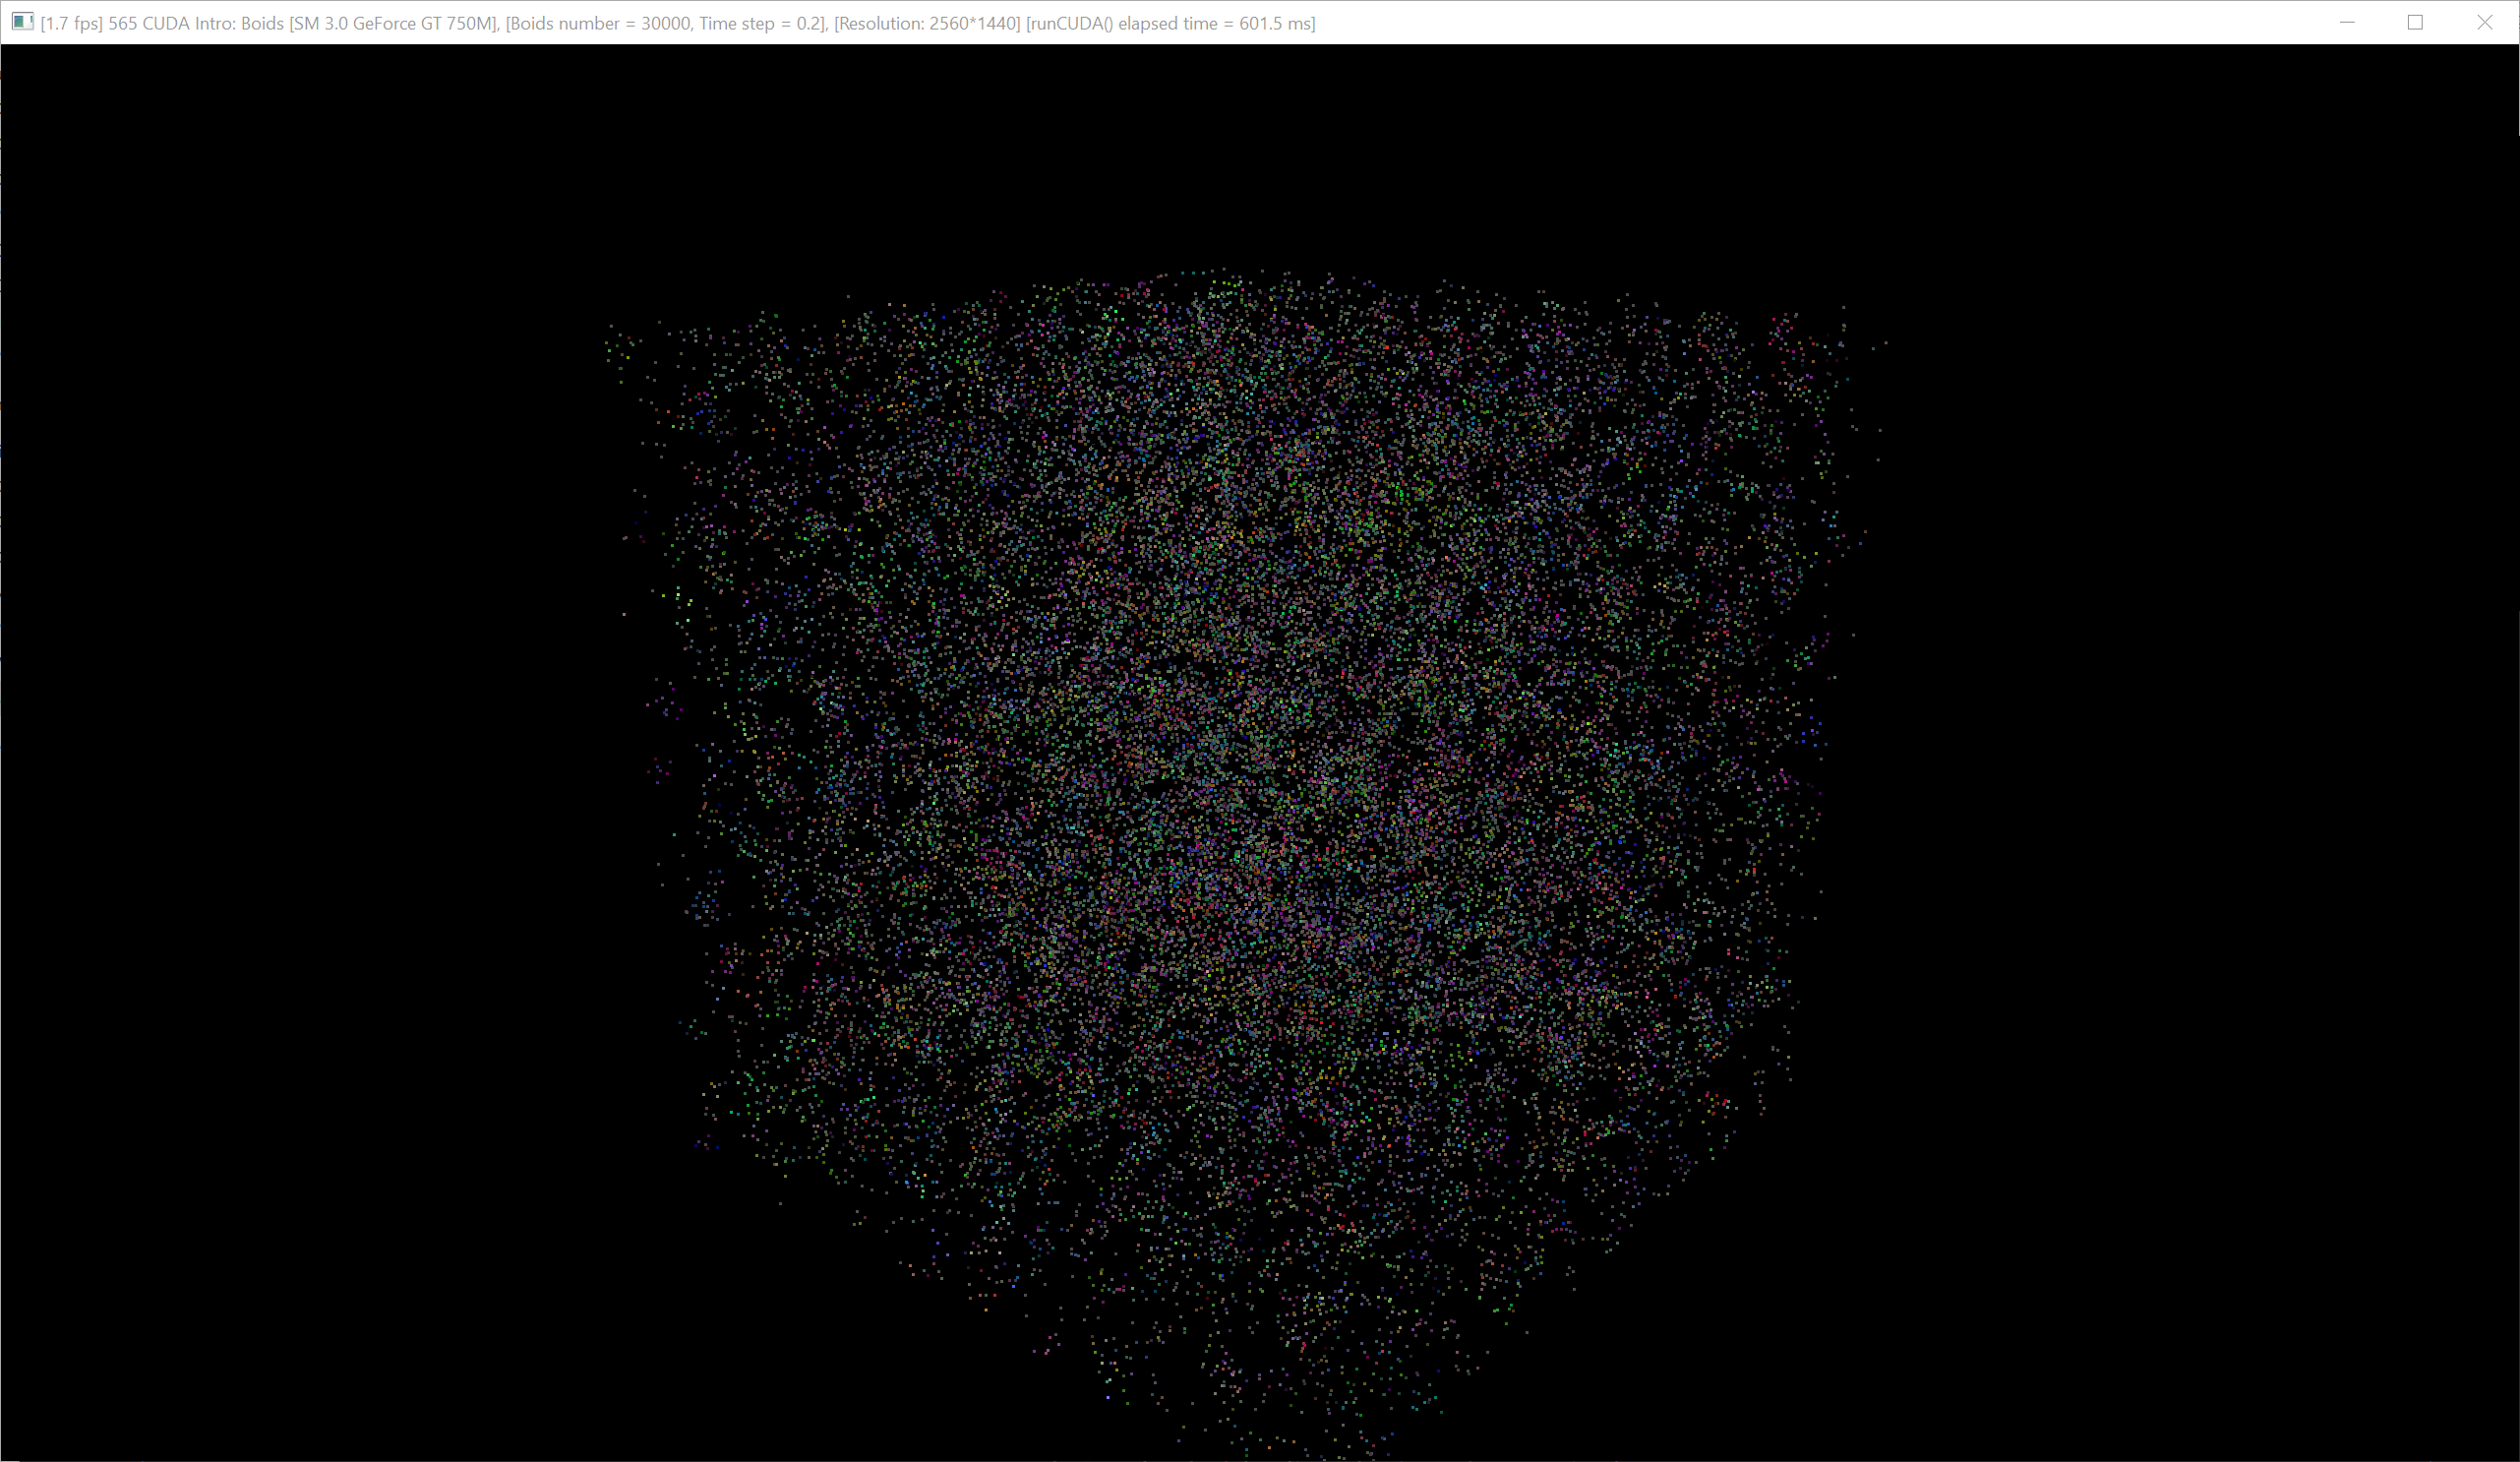 [1.7 fps] 565 CUDA Intro: Boids [SM 3.0 GeForce GT 750M], [Boids number = 30000, Time step = 0.2], [Resolution: 2560*1440] [runCUDA() elapsed time = 601.5 ms]